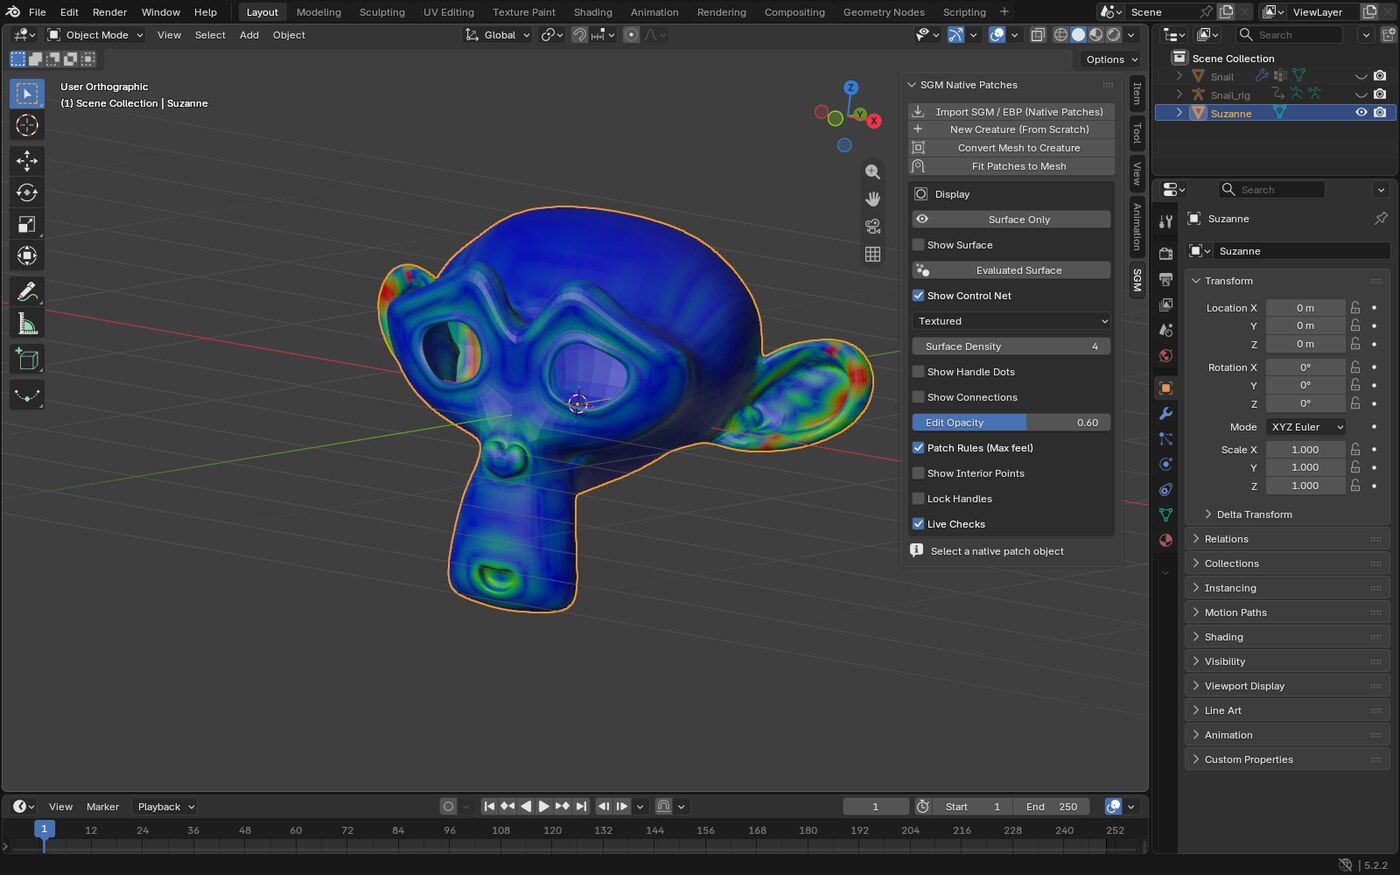 File Edit Render Window Help Layout Modeling Sculpting UV Editing Texture Paint Shading Animation Rendering Compositing Geometry Nodes Scripting + Scene ViewLayer
Object Mode View Select Add Object Global Search
Options
User Orthographic
(1) Scene Collection | Suzanne
Z
Y
X
SGM Native Patches
Import SGM / EBP (Native Patches)
New Creature (From Scratch)
Convert Mesh to Creature
Fit Patches to Mesh
Display
Surface Only
Show Surface
Evaluated Surface
Show Control Net
Textured
Surface Density 4
Show Handle Dots
Show Connections
Edit Opacity 0.60
Patch Rules (Max feel)
Show Interior Points
Lock Handles
Live Checks
Select a native patch object
Item
Tool
View
Animation
SGM
Scene Collection
Snail
Snail_rig
Suzanne
Search
Suzanne
Suzanne
Transform
Location X 0 m
Y 0 m
Z 0 m
Rotation X 0°
Y 0°
Z 0°
Mode XYZ Euler
Scale X 1.000
Y 1.000
Z 1.000
Delta Transform
Relations
Collections
Instancing
Motion Paths
Shading
Visibility
Viewport Display
Line Art
Animation
Custom Properties
View Marker Playback 1 Start 1 End 250
1 12 24 36 48 60 72 84 96 108 120 132 144 156 168 180 192 204 216 228 240 252
5.2.2